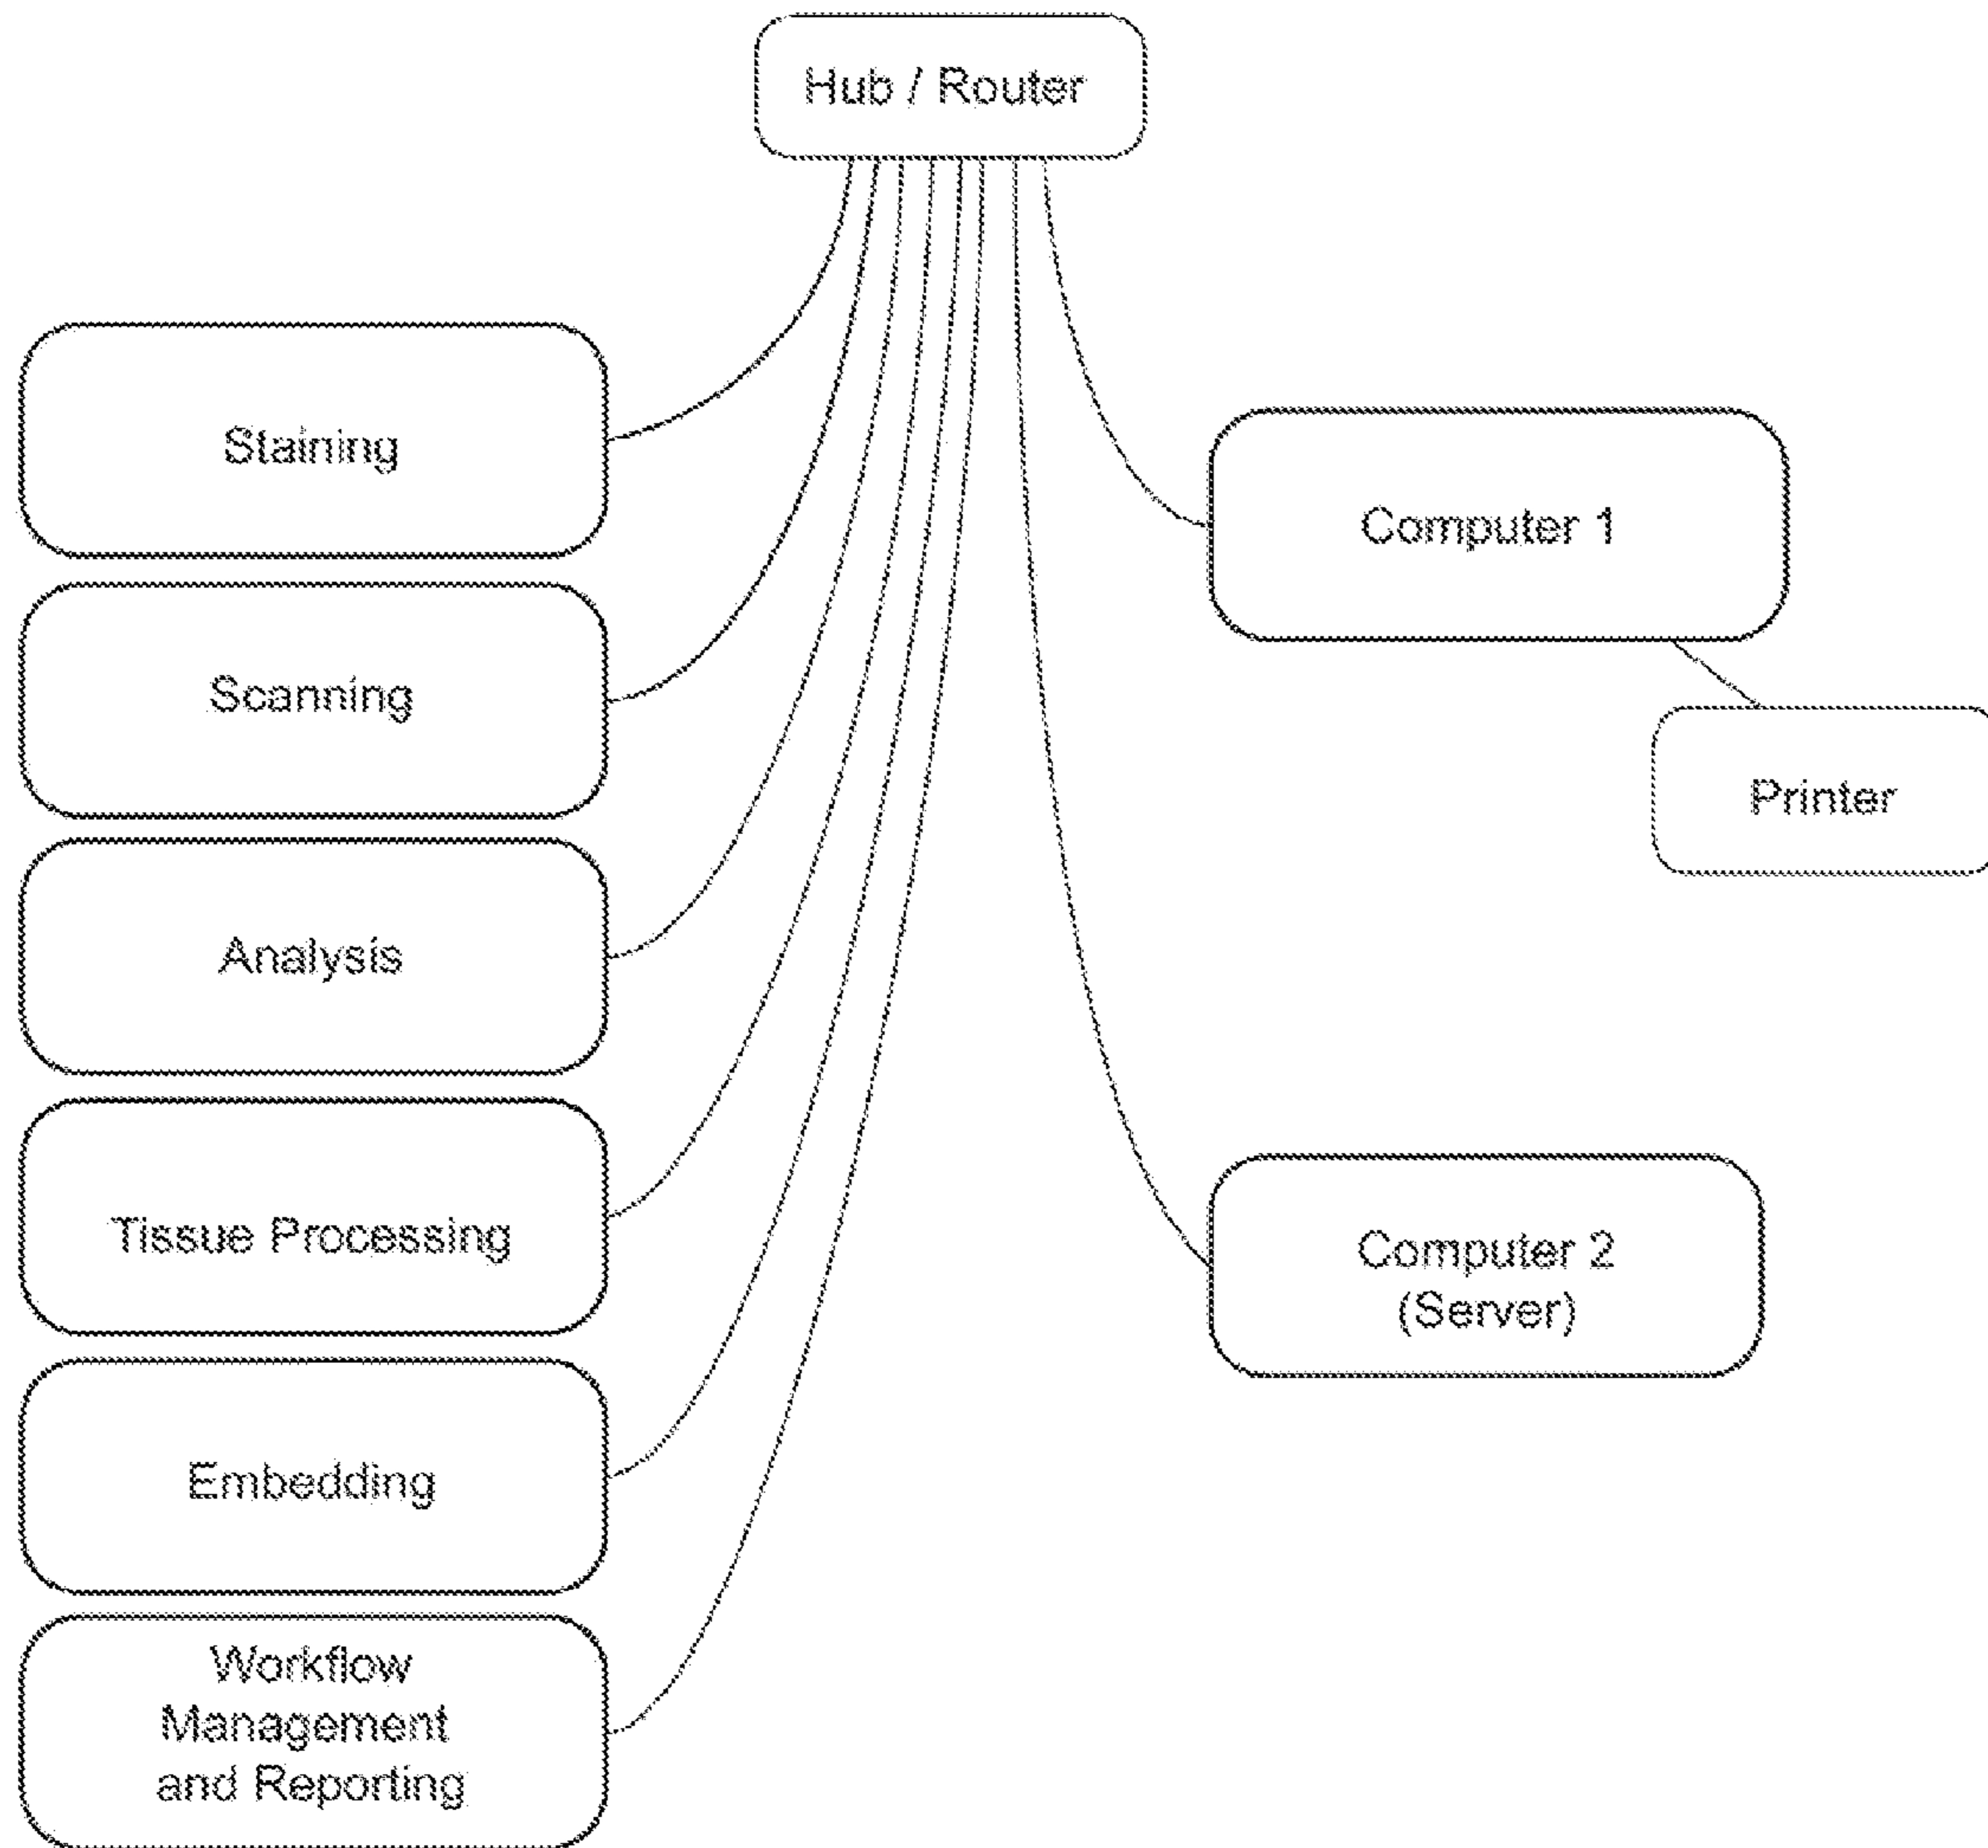 Hub / Router
Staining
Scanning
Analysis
Tissue Processing
Embedding
Workflow
Management
and Reporting
Computer 1
Printer
Computer 2
(Server)